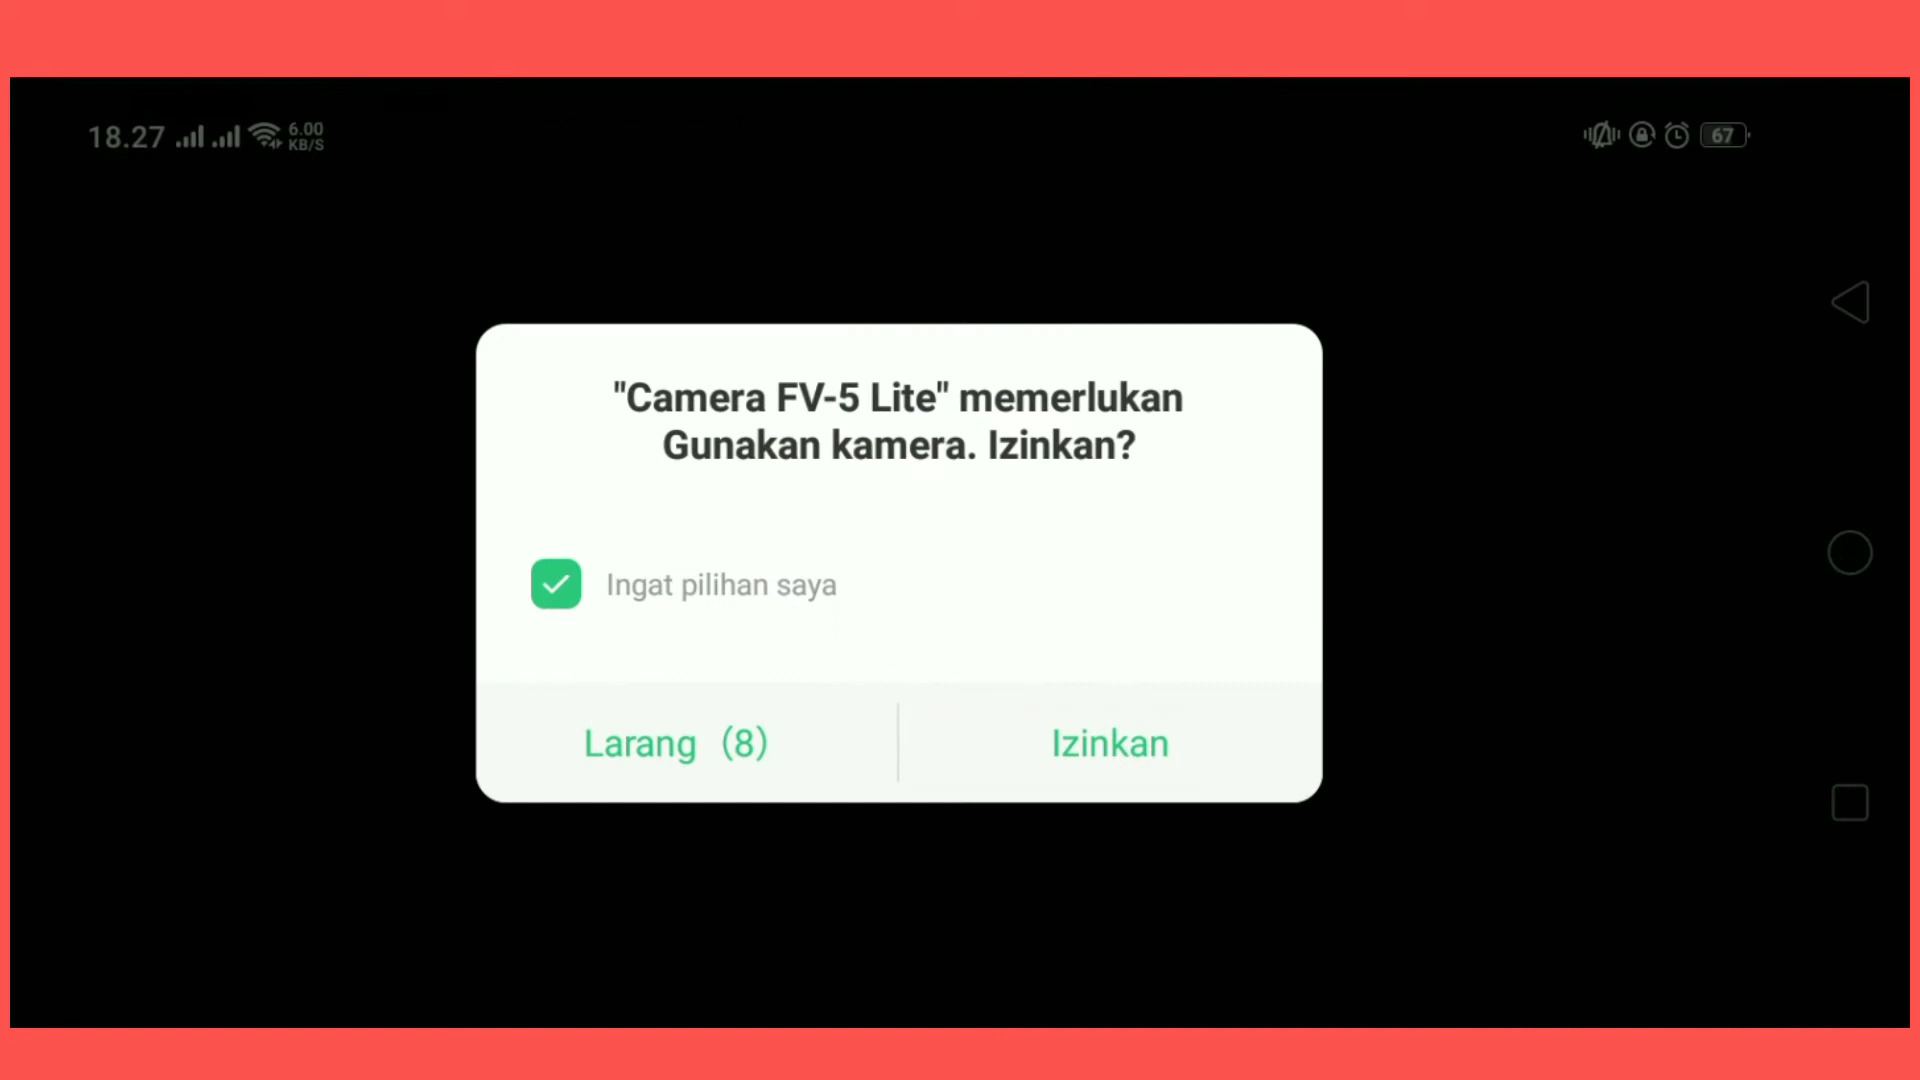 18.27 6.00 KB/S 67
"Camera FV-5 Lite" memerlukan
Gunakan kamera. Izinkan?
Ingat pilihan saya
Larang (8) Izinkan